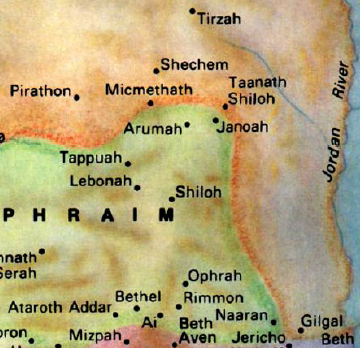 Tirzah
Shechem
Pirathon
Micmethath
Taanath
Shiloh
River
Jordan
Arumah
Janoah
Tappuah
Lebonah
Shiloh
PHRAIM
Ophrah
Bethel
Rimmon
Ataroth Addar
Ai
Beth
Aven
Naaran
Gilgal
Mizpah
Jericho
Beth